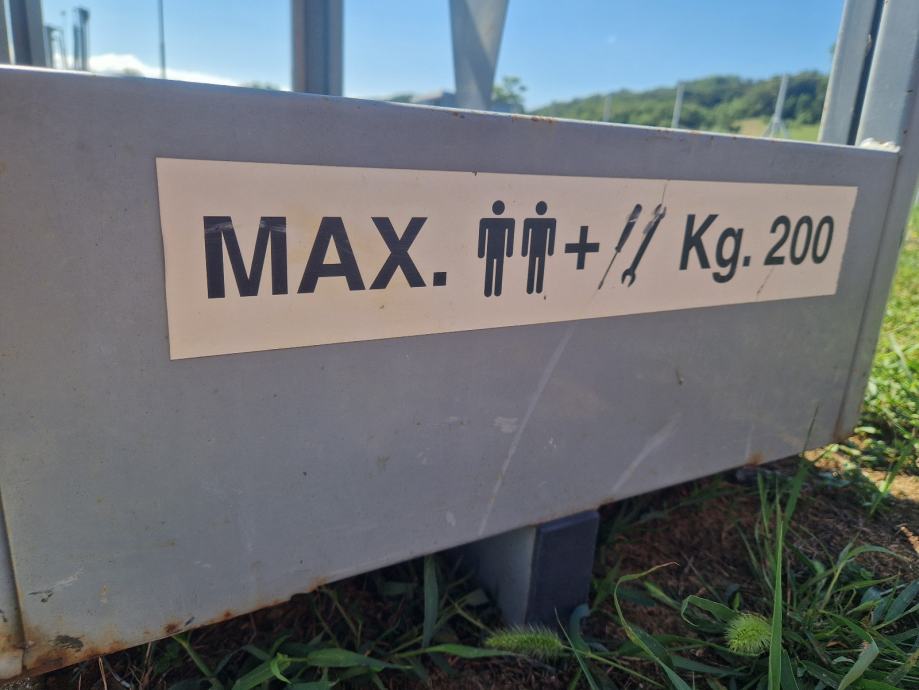 MAX. + Kg. 200